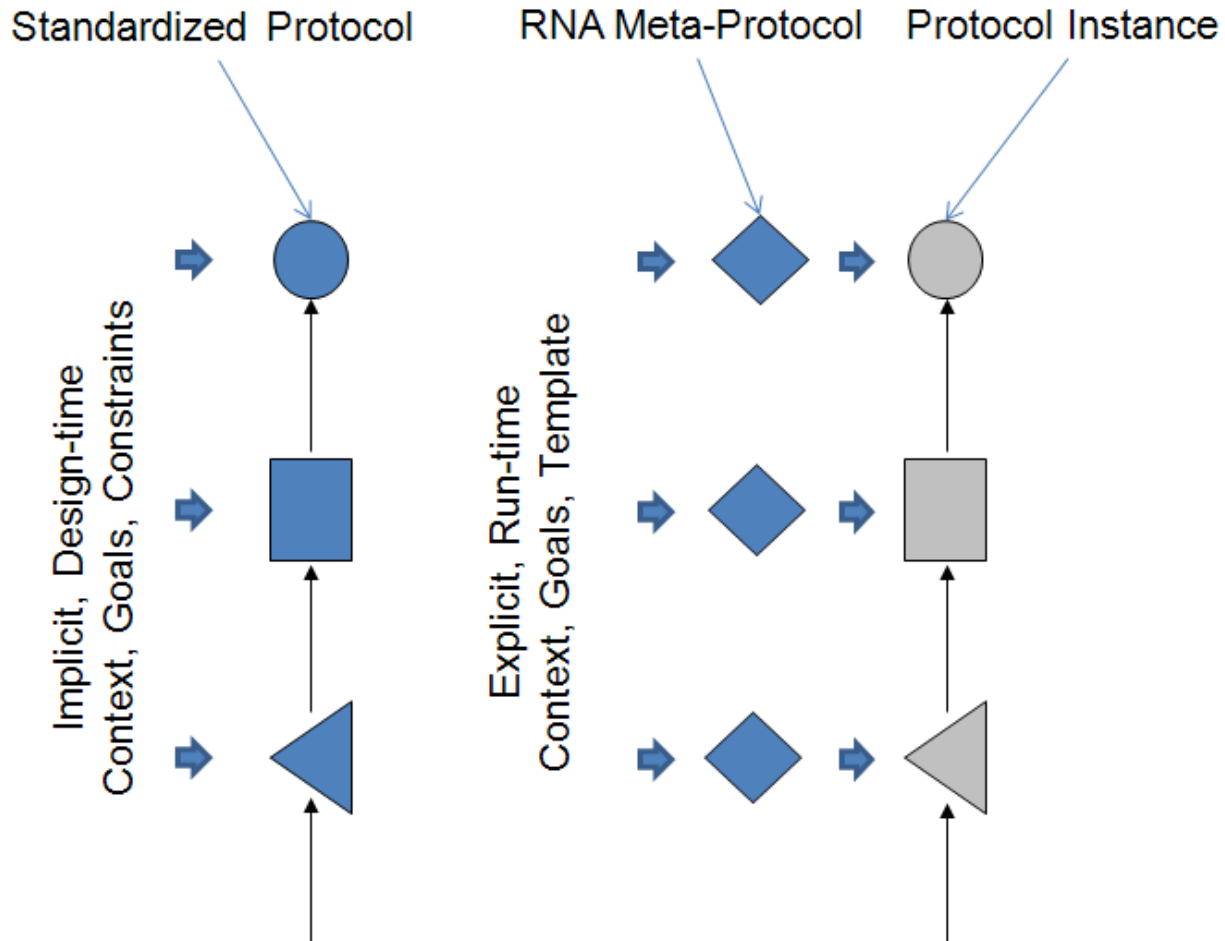 Standardized Protocol
RNA Meta-Protocol
Protocol Instance
Implicit, Design-time
Context, Goals, Constraints
Explicit, Run-time
Context, Goals, Template